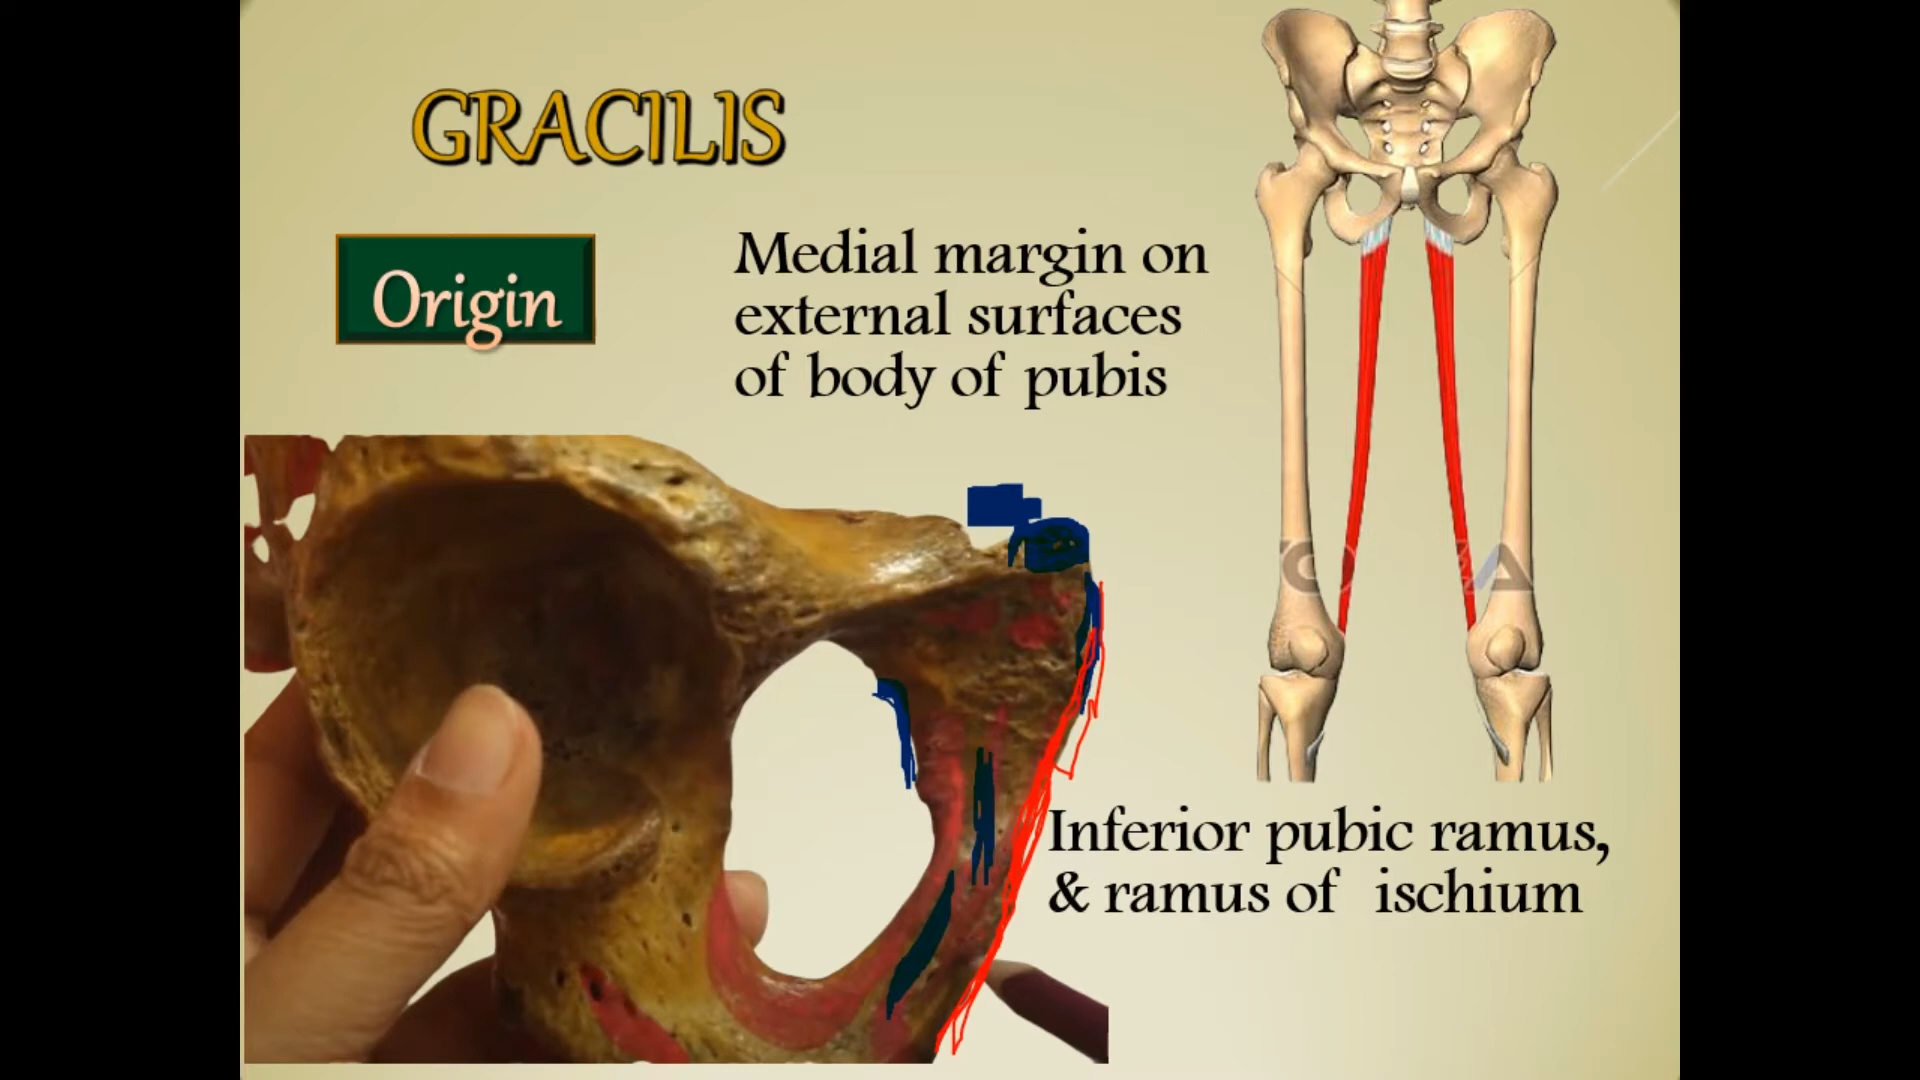 GRACILIS
Origin
Medial margin on
external surfaces
of body of pubis
Inferior pubic ramus,
& ramus of ischium